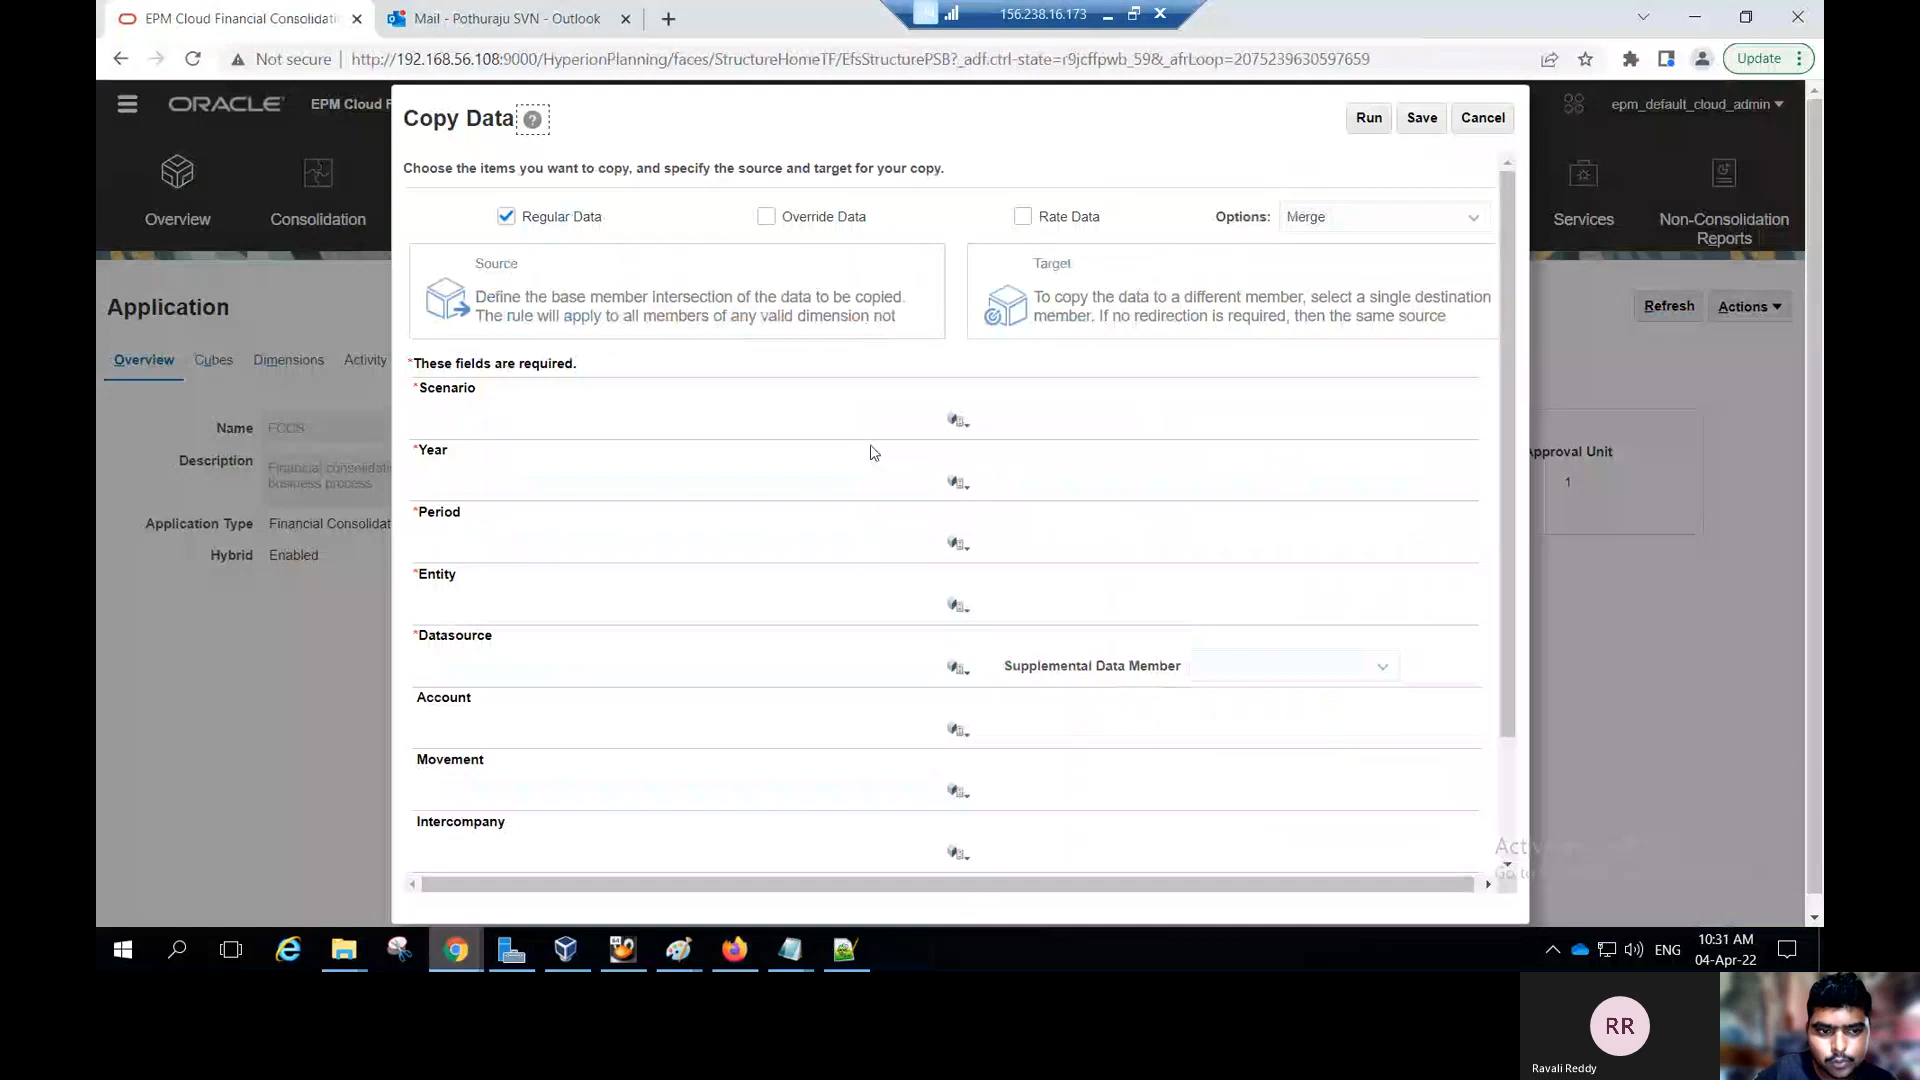 EPM Cloud Financial Consolidati
Mail - Pothuraju SVN - Outlook
156.238.16.173
Not secure
http://192.168.56.108:9000/HyperionPlanning/faces/StructureHomeTF/EfsStructurePSB?_adf.ctrl-state=r9jcffpwb_59&_afrLoop=2075239630597659
Update
ORACLE
EPM Cloud F
epm_default_cloud_admin
Overview
Consolidation
Services
Non-Consolidation
Reports
Copy Data
Run
Save
Cancel
Choose the items you want to copy, and specify the source and target for your copy.
Regular Data
Override Data
Rate Data
Options:
Merge
Source
Define the base member intersection of the data to be copied.
The rule will apply to all members of any valid dimension not
Target
To copy the data to a different member, select a single destination
member. If no redirection is required, then the same source
*These fields are required.
*Scenario
*Year
*Period
*Entity
*Datasource
Supplemental Data Member
Account
Movement
Intercompany
Application
Refresh
Actions
Overview
Cubes
Dimensions
Activity
Name
FCCS
Description
Financial consolidati
business process
Application Type
Financial Consolidat
Hybrid
Enabled
Approval Unit
1
Go to
ENG
10:31 AM
04-Apr-22
RR
Ravali Reddy